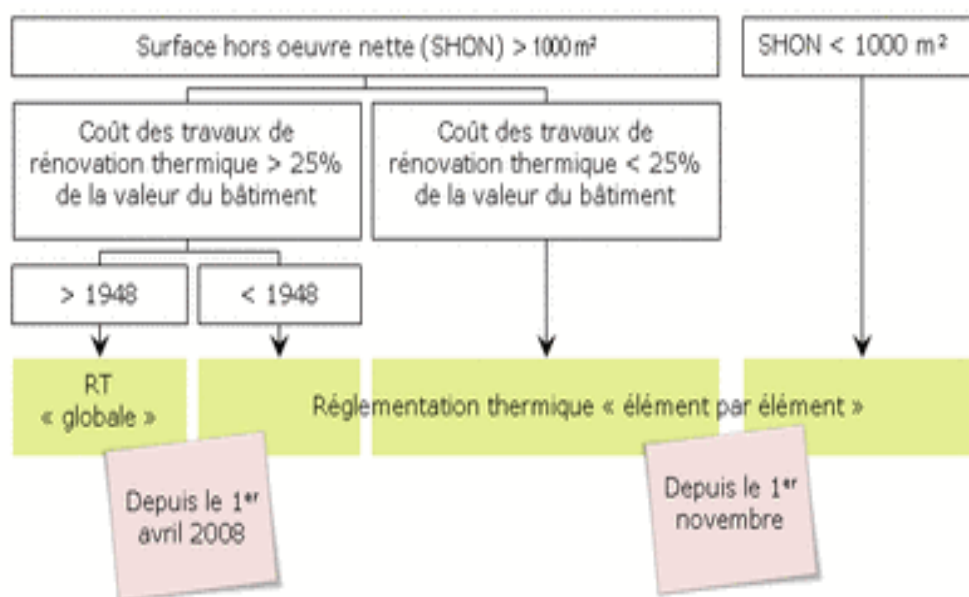 Surface hors oeuvre nette (SHON) > 1000 m²
SHON < 1000 m²
Coût des travaux de
rénovation thermique > 25%
de la valeur du bâtiment
Coût des travaux de
rénovation thermique < 25%
de la valeur du bâtiment
> 1948
< 1948
RT
« globale »
Réglementation thermique « élément par élément »
Depuis le 1er
avril 2008
Depuis le 1er
novembre